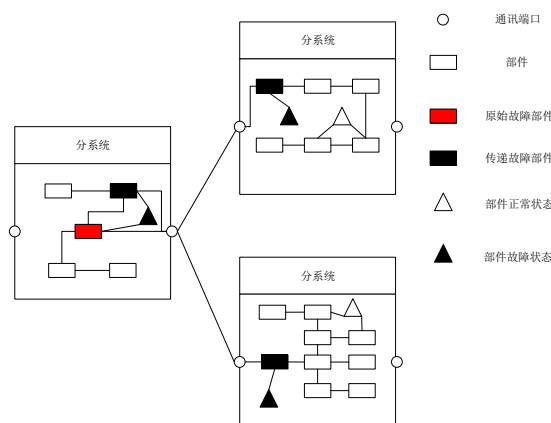 分系统
通讯端口
部件
原始故障部件
传递故障部件
部件正常状态
部件故障状态
分系统
分系统